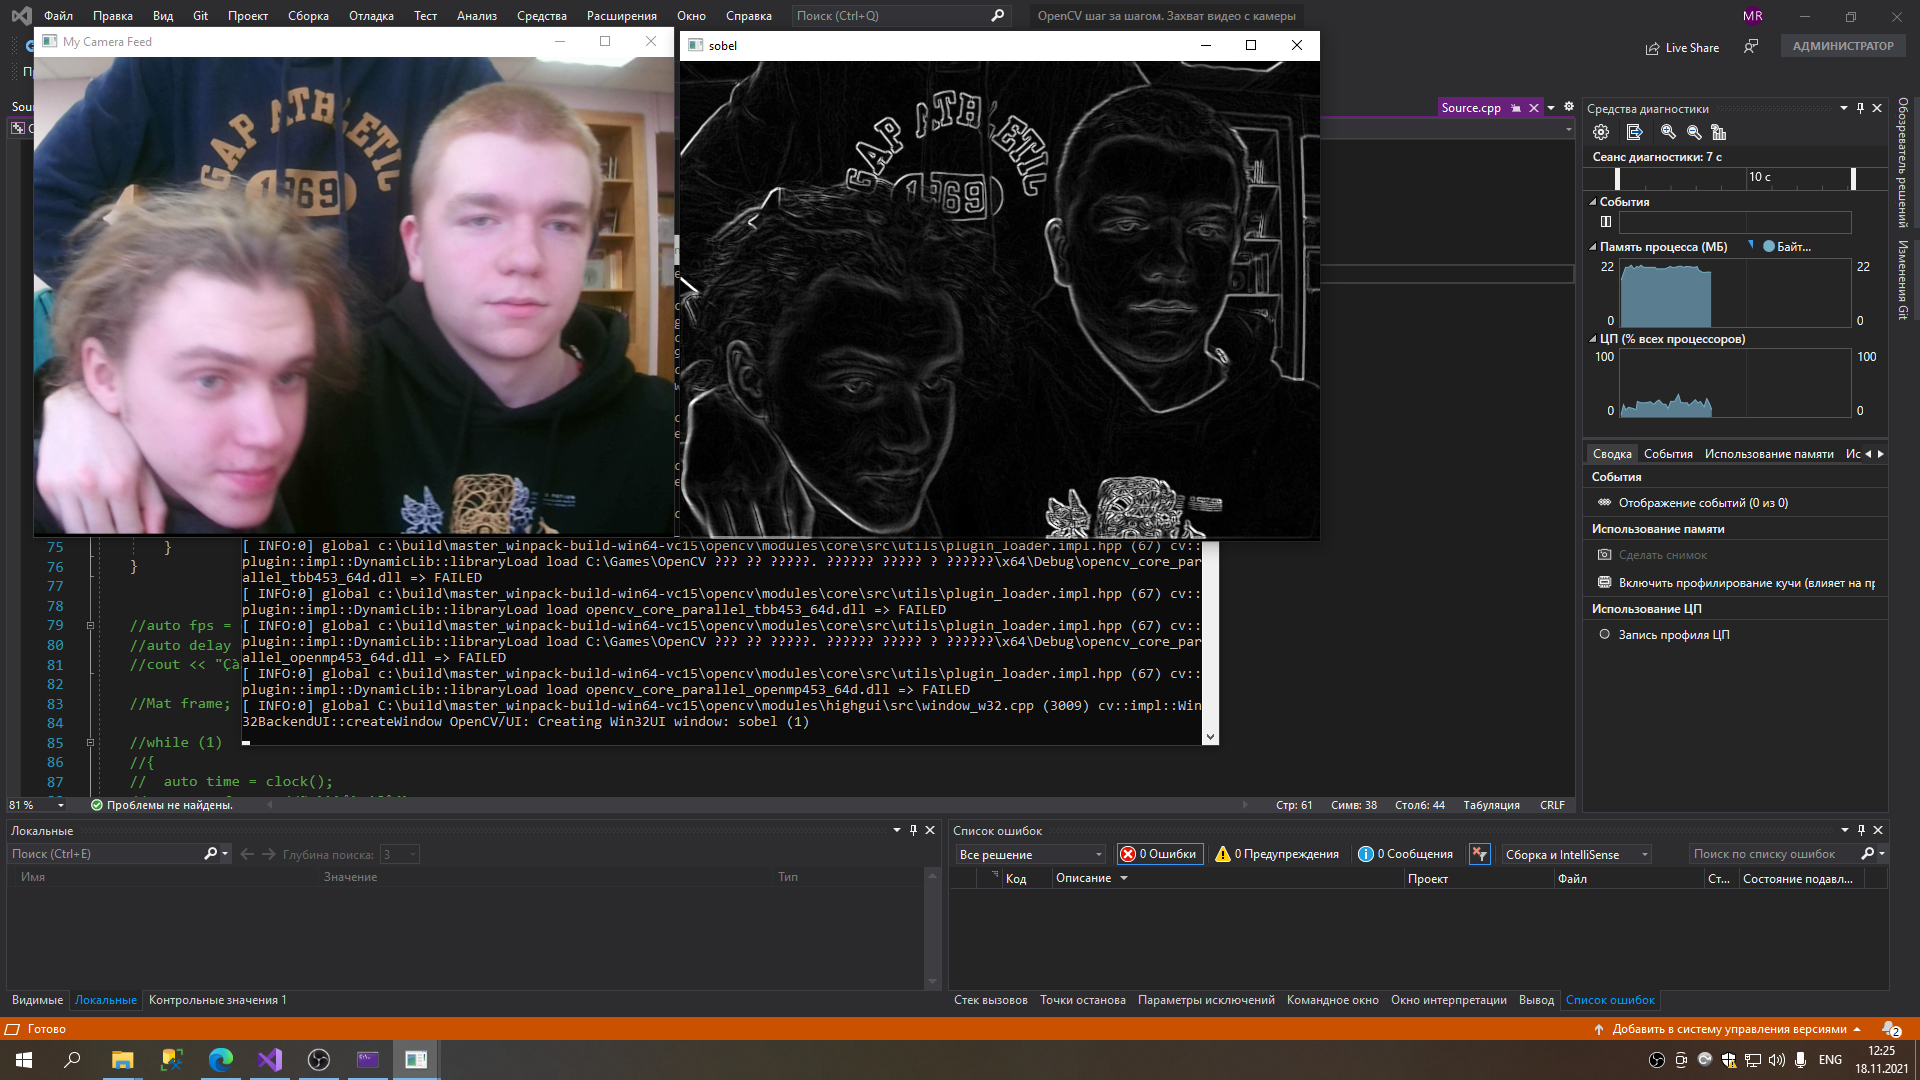 Файл Правка Вид Git Проект Сборка Отладка Тест Анализ Средства Расширения Окно Справка Поиск (Ctrl+Q) OpenCV шаг за шагом. Захват видео с камеры MR
My Camera Feed
sobel
Live Share АДМИНИСТРАТОР
GAP ATHLETIC
1969
GAP ATHLETIC
1969
Source.cpp
Средства диагностики
Сеанс диагностики: 7 с
10 с
События
Память процесса (МБ) Байт...
22 22
0 0
ЦП (% всех процессоров)
100 100
0 0
Сводка События Использование памяти Ис
События
Отображение событий (0 из 0)
Использование памяти
Сделать снимок
Включить профилирование кучи (влияет на пр
Использование ЦП
Запись профиля ЦП
Обозреватель решений
Изменения Git
75 }
76 }
77
78
79 //auto fps =
80 //auto delay
81 //cout << "Çà
82
83 //Mat frame;
84
85 //while (1)
86 //{
87 // auto time = clock();
[ INFO:0] global c:\build\master_winpack-build-win64-vc15\opencv\modules\core\src\utils\plugin_loader.impl.hpp (67) cv::
plugin::impl::DynamicLib::libraryLoad load C:\Games\OpenCV ??? ?? ?????. ?????? ????? ? ??????\x64\Debug\opencv_core_par
allel_tbb453_64d.dll => FAILED
[ INFO:0] global c:\build\master_winpack-build-win64-vc15\opencv\modules\core\src\utils\plugin_loader.impl.hpp (67) cv::
plugin::impl::DynamicLib::libraryLoad load opencv_core_parallel_tbb453_64d.dll => FAILED
[ INFO:0] global c:\build\master_winpack-build-win64-vc15\opencv\modules\core\src\utils\plugin_loader.impl.hpp (67) cv::
plugin::impl::DynamicLib::libraryLoad load C:\Games\OpenCV ??? ?? ?????. ?????? ????? ? ??????\x64\Debug\opencv_core_par
allel_openmp453_64d.dll => FAILED
[ INFO:0] global c:\build\master_winpack-build-win64-vc15\opencv\modules\core\src\utils\plugin_loader.impl.hpp (67) cv::
plugin::impl::DynamicLib::libraryLoad load opencv_core_parallel_openmp453_64d.dll => FAILED
[ INFO:0] global C:\build\master_winpack-build-win64-vc15\opencv\modules\highgui\src\window_w32.cpp (3009) cv::impl::Win
32BackendUI::createWindow OpenCV/UI: Creating Win32UI window: sobel (1)
81 % Проблемы не найдены. Стр: 61 Симв: 38 Столб: 44 Табуляция CRLF
Локальные
Поиск (Ctrl+E) Глубина поиска: 3
Имя Значение Тип
Видимые Локальные Контрольные значения 1
Список ошибок
Все решение 0 Ошибки 0 Предупреждения 0 Сообщения Сборка и IntelliSense Поиск по списку ошибок
Код Описание Проект Файл Ст... Состояние подавл...
Стек вызовов Точки останова Параметры исключений Командное окно Окно интерпретации Вывод Список ошибок
Готово Добавить в систему управления версиями 2
ENG 12:25
18.11.2021